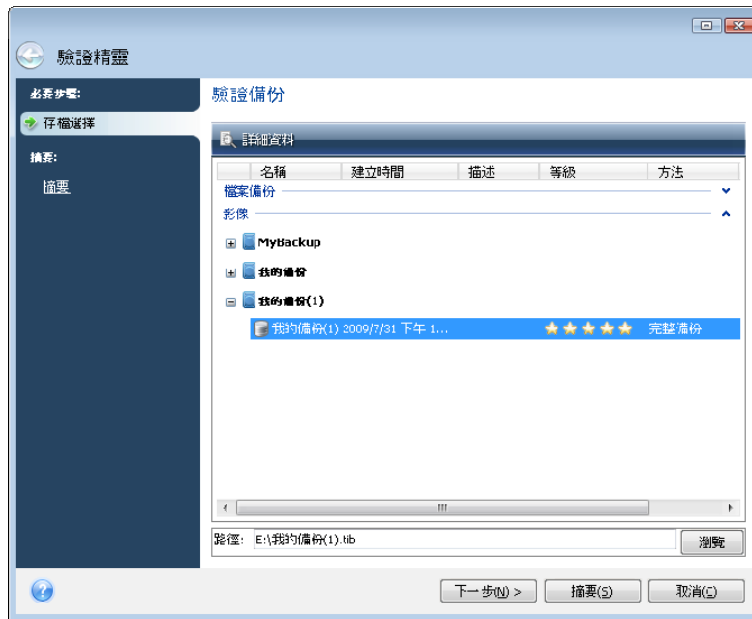 驗證精靈
必要步驟:
存檔選擇
摘要:
摘要
驗證備份
詳細資料
名稱 建立時間 描述 等級 方法
檔案備份
影像
MyBackup
我的備份
我的備份(1)
我的備份(1) 2009/7/31 下午 1... 完整備份
路徑: E:\我的備份(1).tib 瀏覽
下一步(N) > 摘要(S) 取消(C)